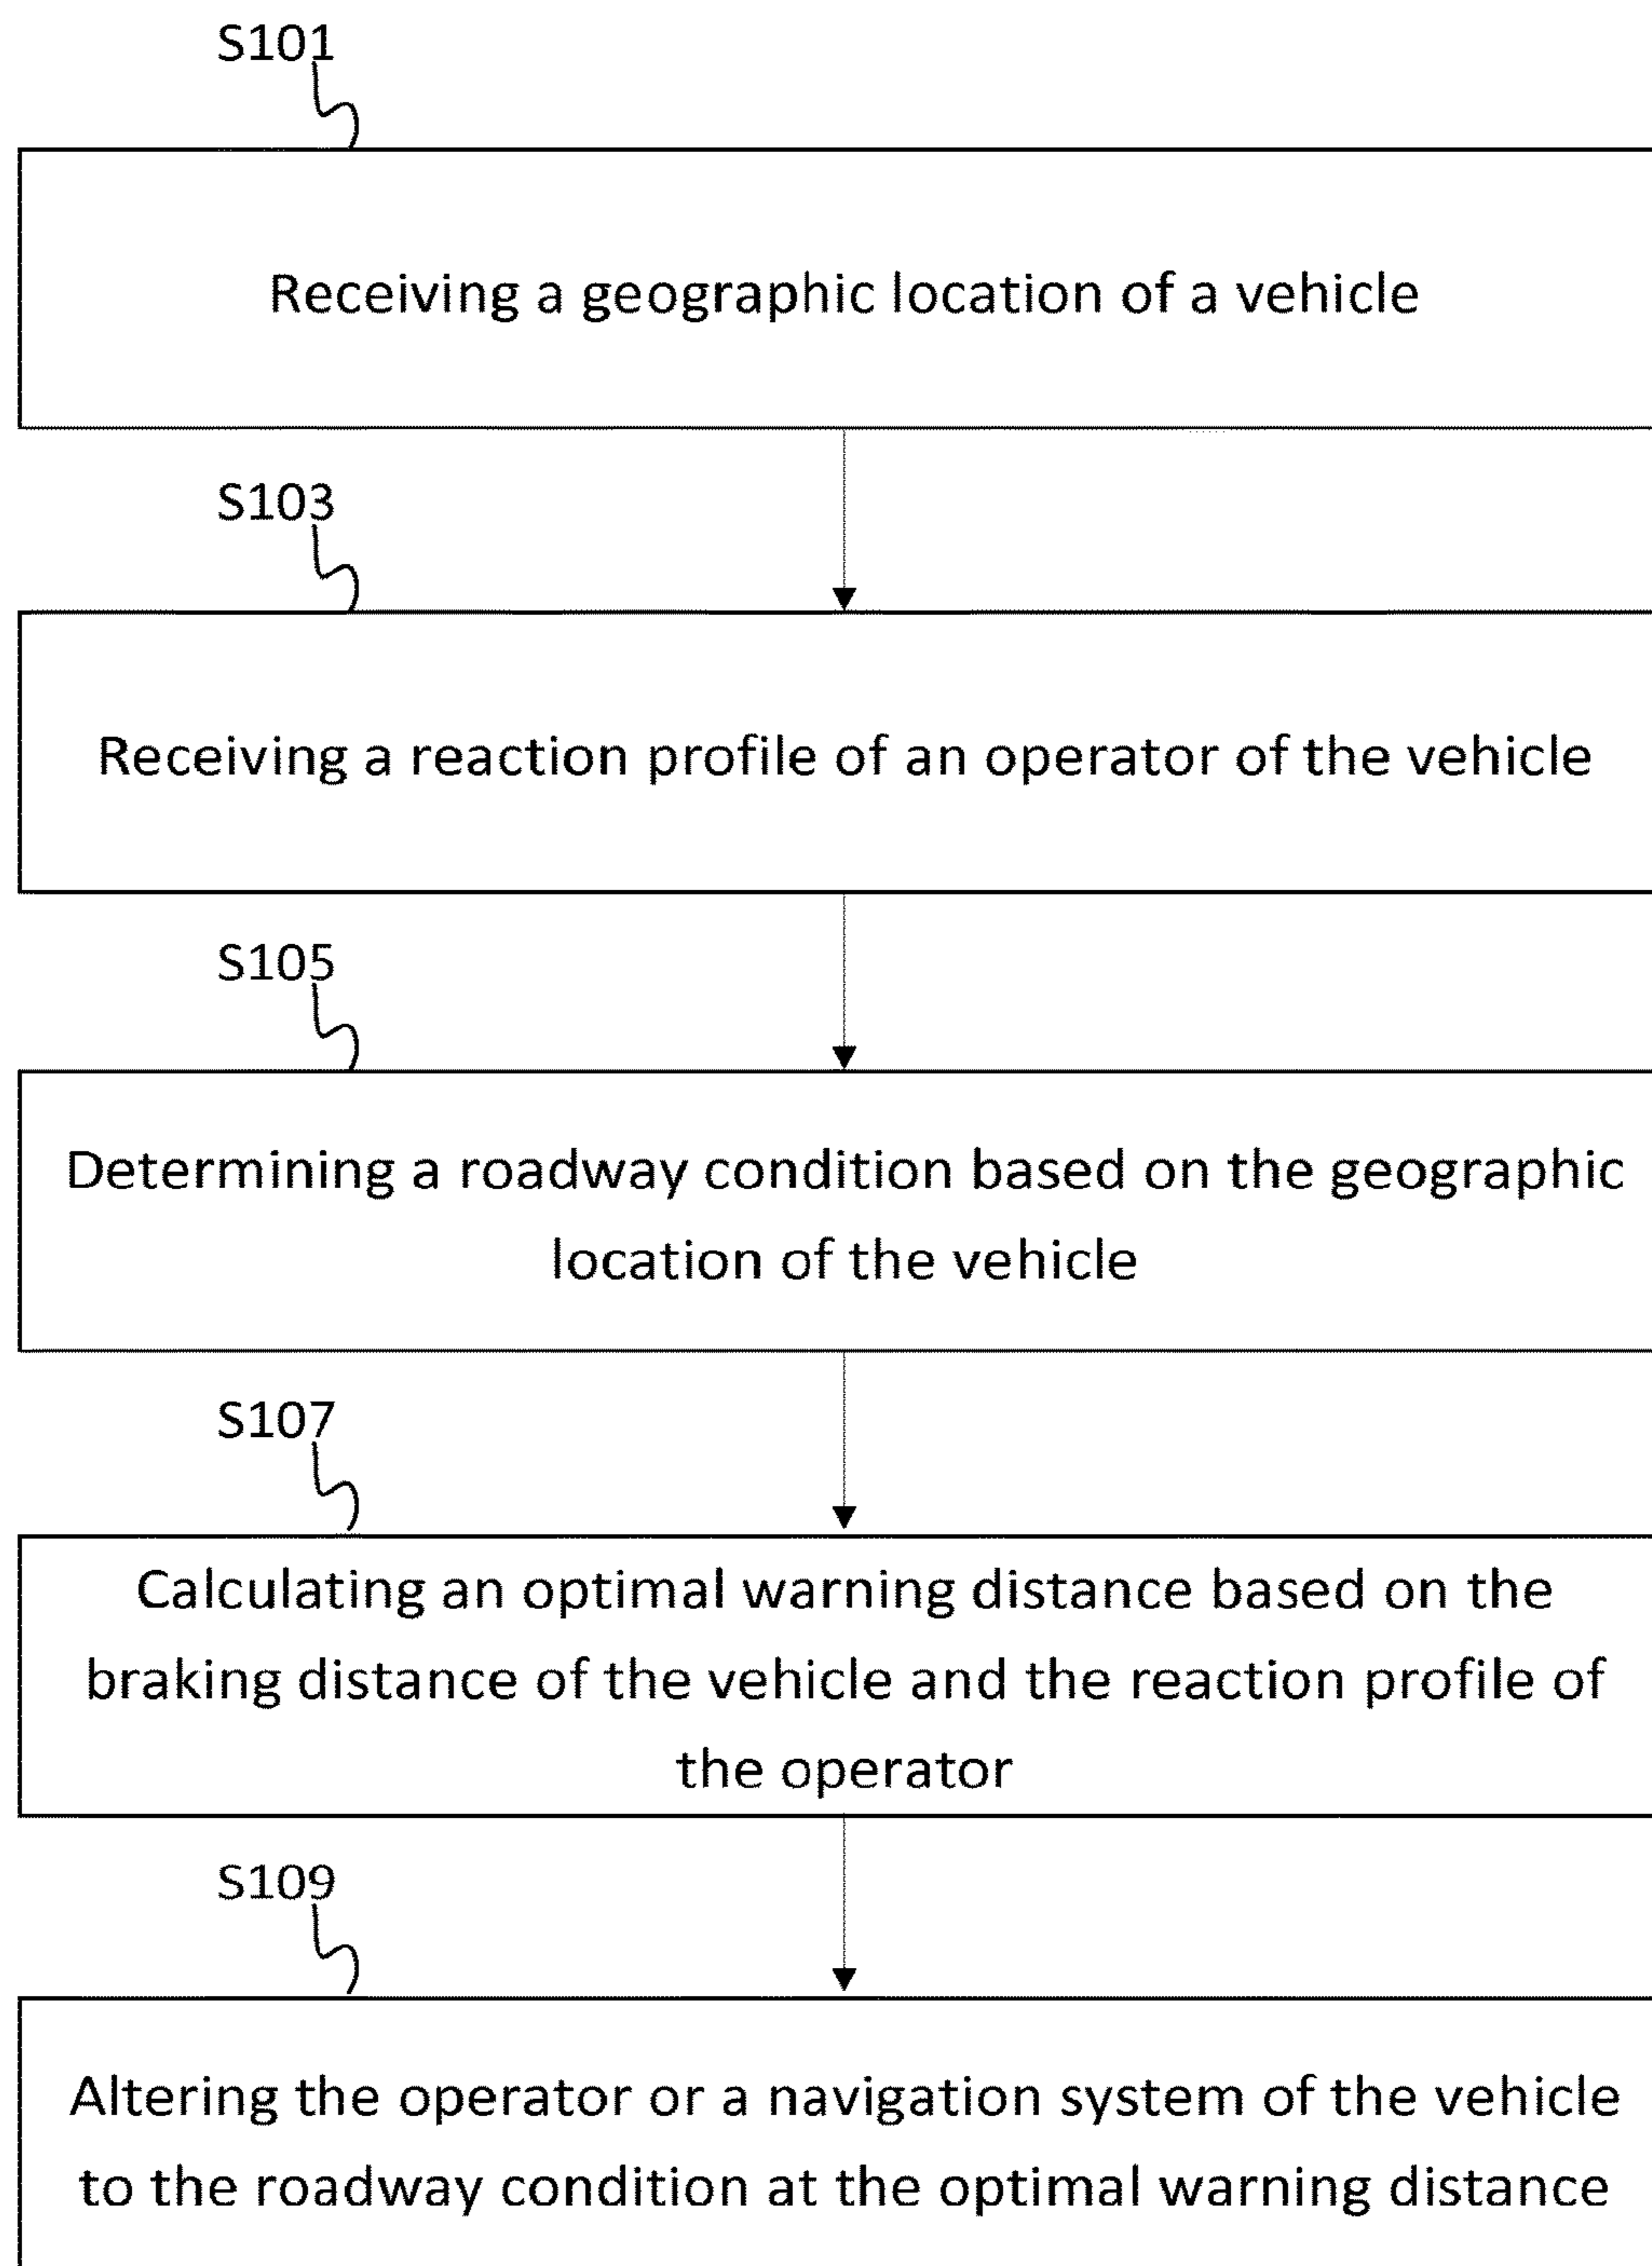 S101
Receiving a geographic location of a vehicle
S103
Receiving a reaction profile of an operator of the vehicle
S105
Determining a roadway condition based on the geographic
location of the vehicle
S107
Calculating an optimal warning distance based on the
braking distance of the vehicle and the reaction profile of
the operator
S109
Altering the operator or a navigation system of the vehicle
to the roadway condition at the optimal warning distance